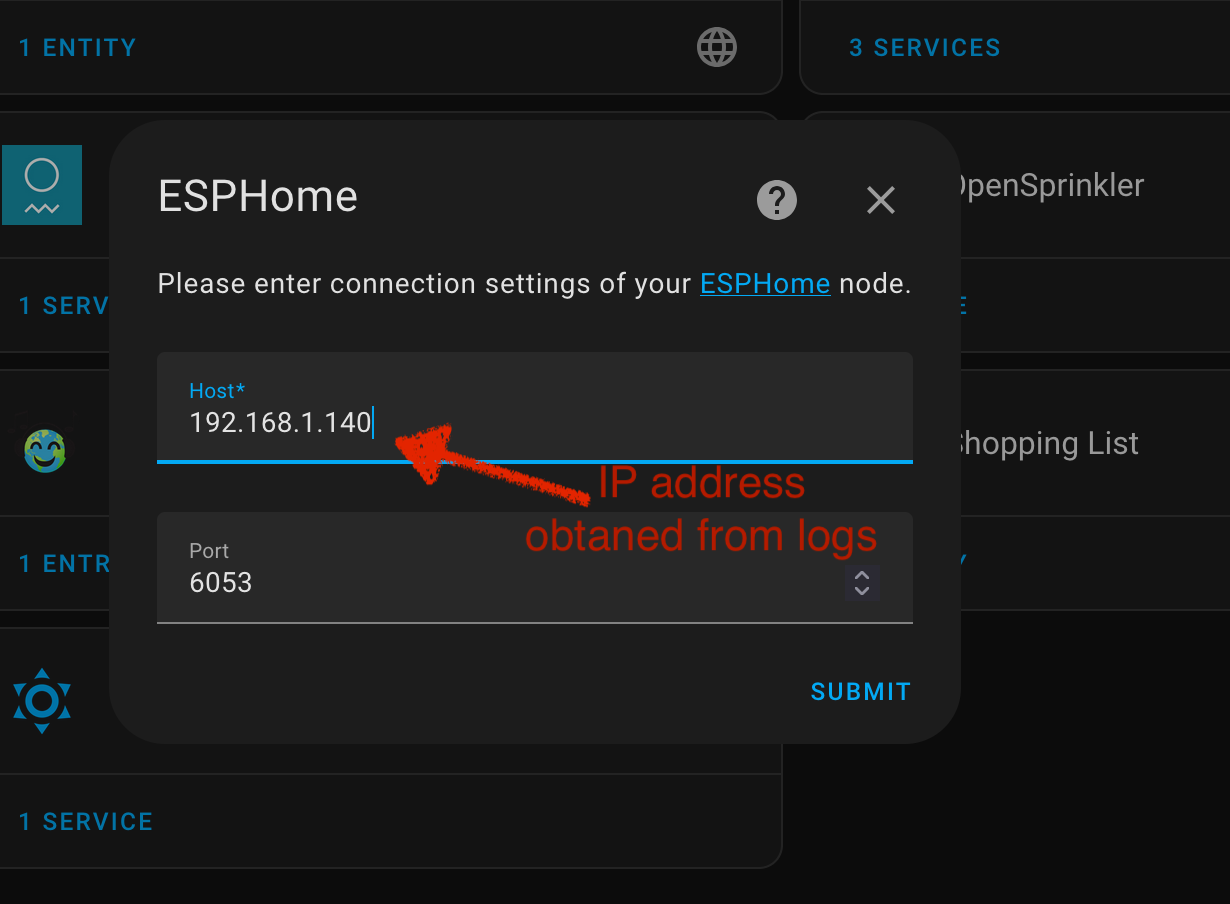 1 ENTITY
3 SERVICES
ESPHome
OpenSprinkler
Please enter connection settings of your ESPHome node.
1 SERV
Host*
192.168.1.140
Shopping List
IP address
obtaned from logs
Port
6053
1 ENTR
SUBMIT
1 SERVICE